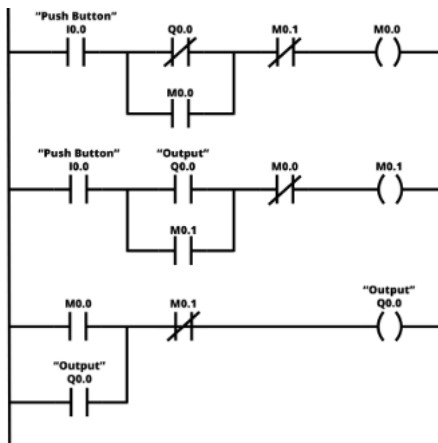 "Push Button"
I0.0 Q0.0 M0.1 M0.0
M0.0
"Push Button" "Output"
I0.0 Q0.0 M0.0 M0.1
M0.1
"Output"
M0.0 M0.1 Q0.0
"Output"
Q0.0